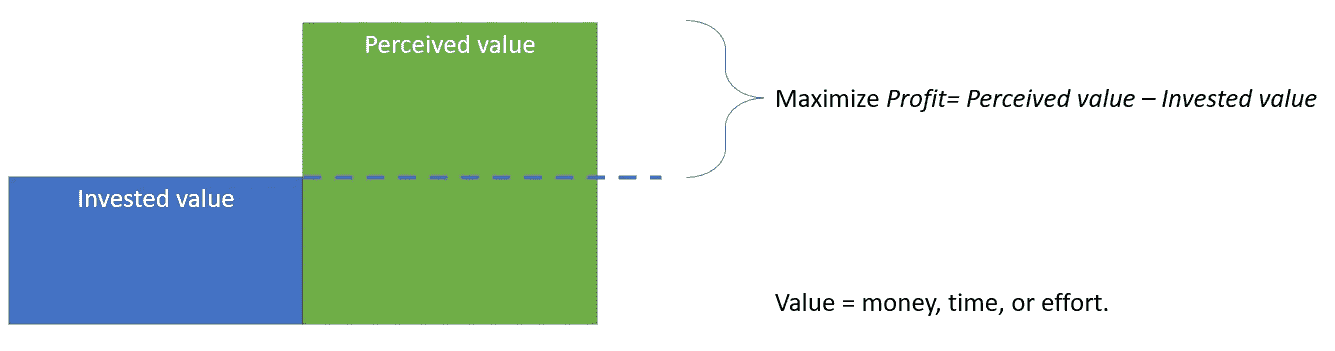 Perceived value
Maximize Profit= Perceived value – Invested value
Invested value
Value = money, time, or effort.